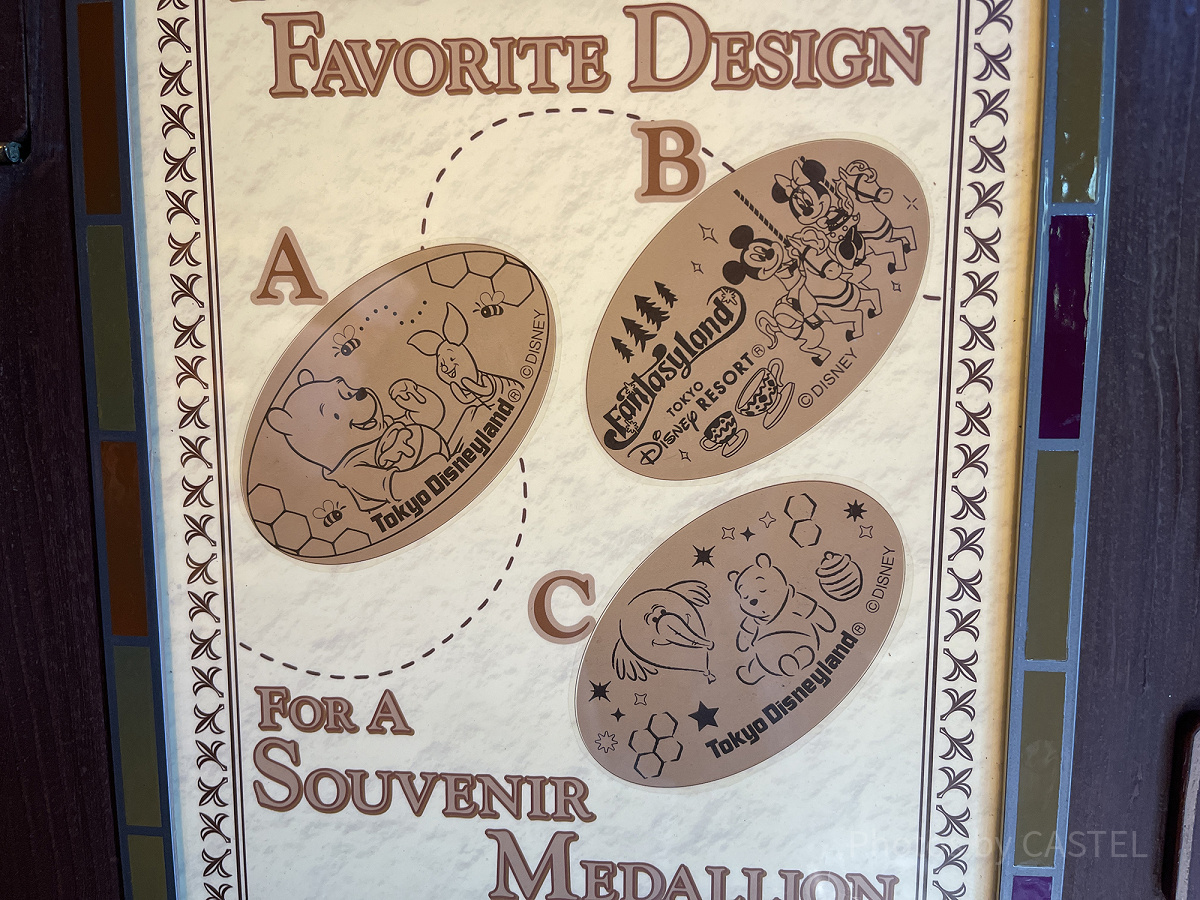 FAVORITE DESIGN
A
Tokyo Disneyland®
©DISNEY
B
Fantasyland
TOKYO
Disney RESORT®
©DISNEY
C
Tokyo Disneyland®
©DISNEY
FOR A
SOUVENIR
MEDALLION
Photo by CASTEL